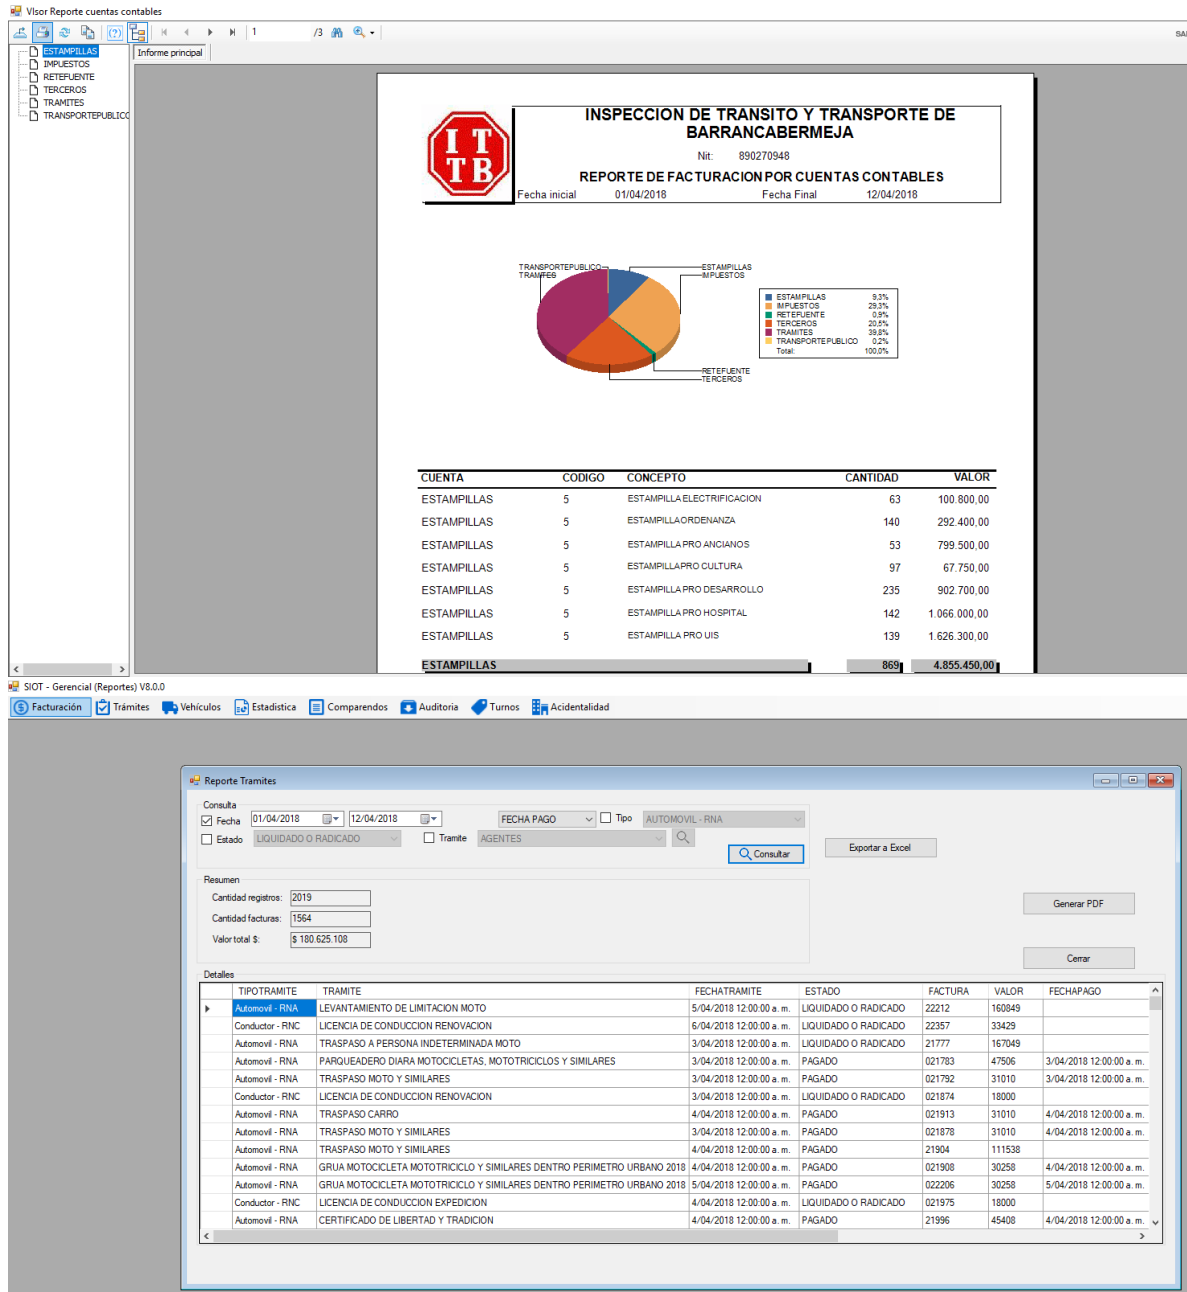 VIsor Reporte cuentas contables
1 /3
ESTAMPILLAS
IMPUESTOS
RETEFUENTE
TERCEROS
TRAMITES
TRANSPORTEPUBLICO
Informe principal
ITTB
INSPECCION DE TRANSITO Y TRANSPORTE DE
BARRANCABERMEJA
Nit: 890270948
REPORTE DE FACTURACION POR CUENTAS CONTABLES
Fecha inicial 01/04/2018 Fecha Final 12/04/2018
TRANSPORTEPUBLICO
TRAMITES
ESTAMPILLAS
IMPUESTOS
RETEFUENTE
TERCEROS
ESTAMPILLAS 9,3%
IMPUESTOS 29,3%
RETEFUENTE 0,9%
TERCEROS 20,5%
TRAMITES 39,8%
TRANSPORTEPUBLICO 0,2%
Total: 100,0%
CUENTA CODIGO CONCEPTO CANTIDAD VALOR
ESTAMPILLAS 5 ESTAMPILLA ELECTRIFICACION 63 100.800,00
ESTAMPILLAS 5 ESTAMPILLA ORDENANZA 140 292.400,00
ESTAMPILLAS 5 ESTAMPILLA PRO ANCIANOS 53 799.500,00
ESTAMPILLAS 5 ESTAMPILLA PRO CULTURA 97 67.750,00
ESTAMPILLAS 5 ESTAMPILLA PRO DESARROLLO 235 902.700,00
ESTAMPILLAS 5 ESTAMPILLA PRO HOSPITAL 142 1.066.000,00
ESTAMPILLAS 5 ESTAMPILLA PRO UIS 139 1.626.300,00
ESTAMPILLAS 869 4.855.450,00
SIOT - Gerencial (Reportes) V8.0.0
Facturación Trámites Vehículos Estadistica Comparendos Auditoria Turnos Acidentalidad
Reporte Tramites
Consulta
Fecha 01/04/2018 12/04/2018 FECHA PAGO Tipo AUTOMOVIL - RNA
Estado LIQUIDADO O RADICADO Tramite AGENTES
Consultar
Exportar a Excel
Resumen
Cantidad registros: 2019
Cantidad facturas: 1564
Valor total $: $ 180.625.108
Generar PDF
Cerrar
Detalles
TIPOTRAMITE TRAMITE FECHATRAMITE ESTADO FACTURA VALOR FECHAPAGO
Automovil - RNA LEVANTAMIENTO DE LIMITACION MOTO 5/04/2018 12:00:00 a. m. LIQUIDADO O RADICADO 22212 160849
Conductor - RNC LICENCIA DE CONDUCCION RENOVACION 6/04/2018 12:00:00 a. m. LIQUIDADO O RADICADO 22357 33429
Automovil - RNA TRASPASO A PERSONA INDETERMINADA MOTO 3/04/2018 12:00:00 a. m. LIQUIDADO O RADICADO 21777 167049
Automovil - RNA PARQUEADERO DIARA MOTOCICLETAS, MOTOTRICICLOS Y SIMILARES 3/04/2018 12:00:00 a. m. PAGADO 021783 47506 3/04/2018 12:00:00 a. m.
Automovil - RNA TRASPASO MOTO Y SIMILARES 3/04/2018 12:00:00 a. m. PAGADO 021792 31010 3/04/2018 12:00:00 a. m.
Conductor - RNC LICENCIA DE CONDUCCION RENOVACION 3/04/2018 12:00:00 a. m. LIQUIDADO O RADICADO 021874 18000
Automovil - RNA TRASPASO CARRO 4/04/2018 12:00:00 a. m. PAGADO 021913 31010 4/04/2018 12:00:00 a. m.
Automovil - RNA TRASPASO MOTO Y SIMILARES 3/04/2018 12:00:00 a. m. PAGADO 021878 31010 4/04/2018 12:00:00 a. m.
Automovil - RNA TRASPASO MOTO Y SIMILARES 4/04/2018 12:00:00 a. m. PAGADO 21904 111538
Automovil - RNA GRUA MOTOCICLETA MOTOTRICICLO Y SIMILARES DENTRO PERIMETRO URBANO 2018 4/04/2018 12:00:00 a. m. PAGADO 021908 30258 4/04/2018 12:00:00 a. m.
Automovil - RNA GRUA MOTOCICLETA MOTOTRICICLO Y SIMILARES DENTRO PERIMETRO URBANO 2018 5/04/2018 12:00:00 a. m. PAGADO 022206 30258 5/04/2018 12:00:00 a. m.
Conductor - RNC LICENCIA DE CONDUCCION EXPEDICION 4/04/2018 12:00:00 a. m. LIQUIDADO O RADICADO 021975 18000
Automovil - RNA CERTIFICADO DE LIBERTAD Y TRADICION 4/04/2018 12:00:00 a. m. PAGADO 21996 45408 4/04/2018 12:00:00 a. m.